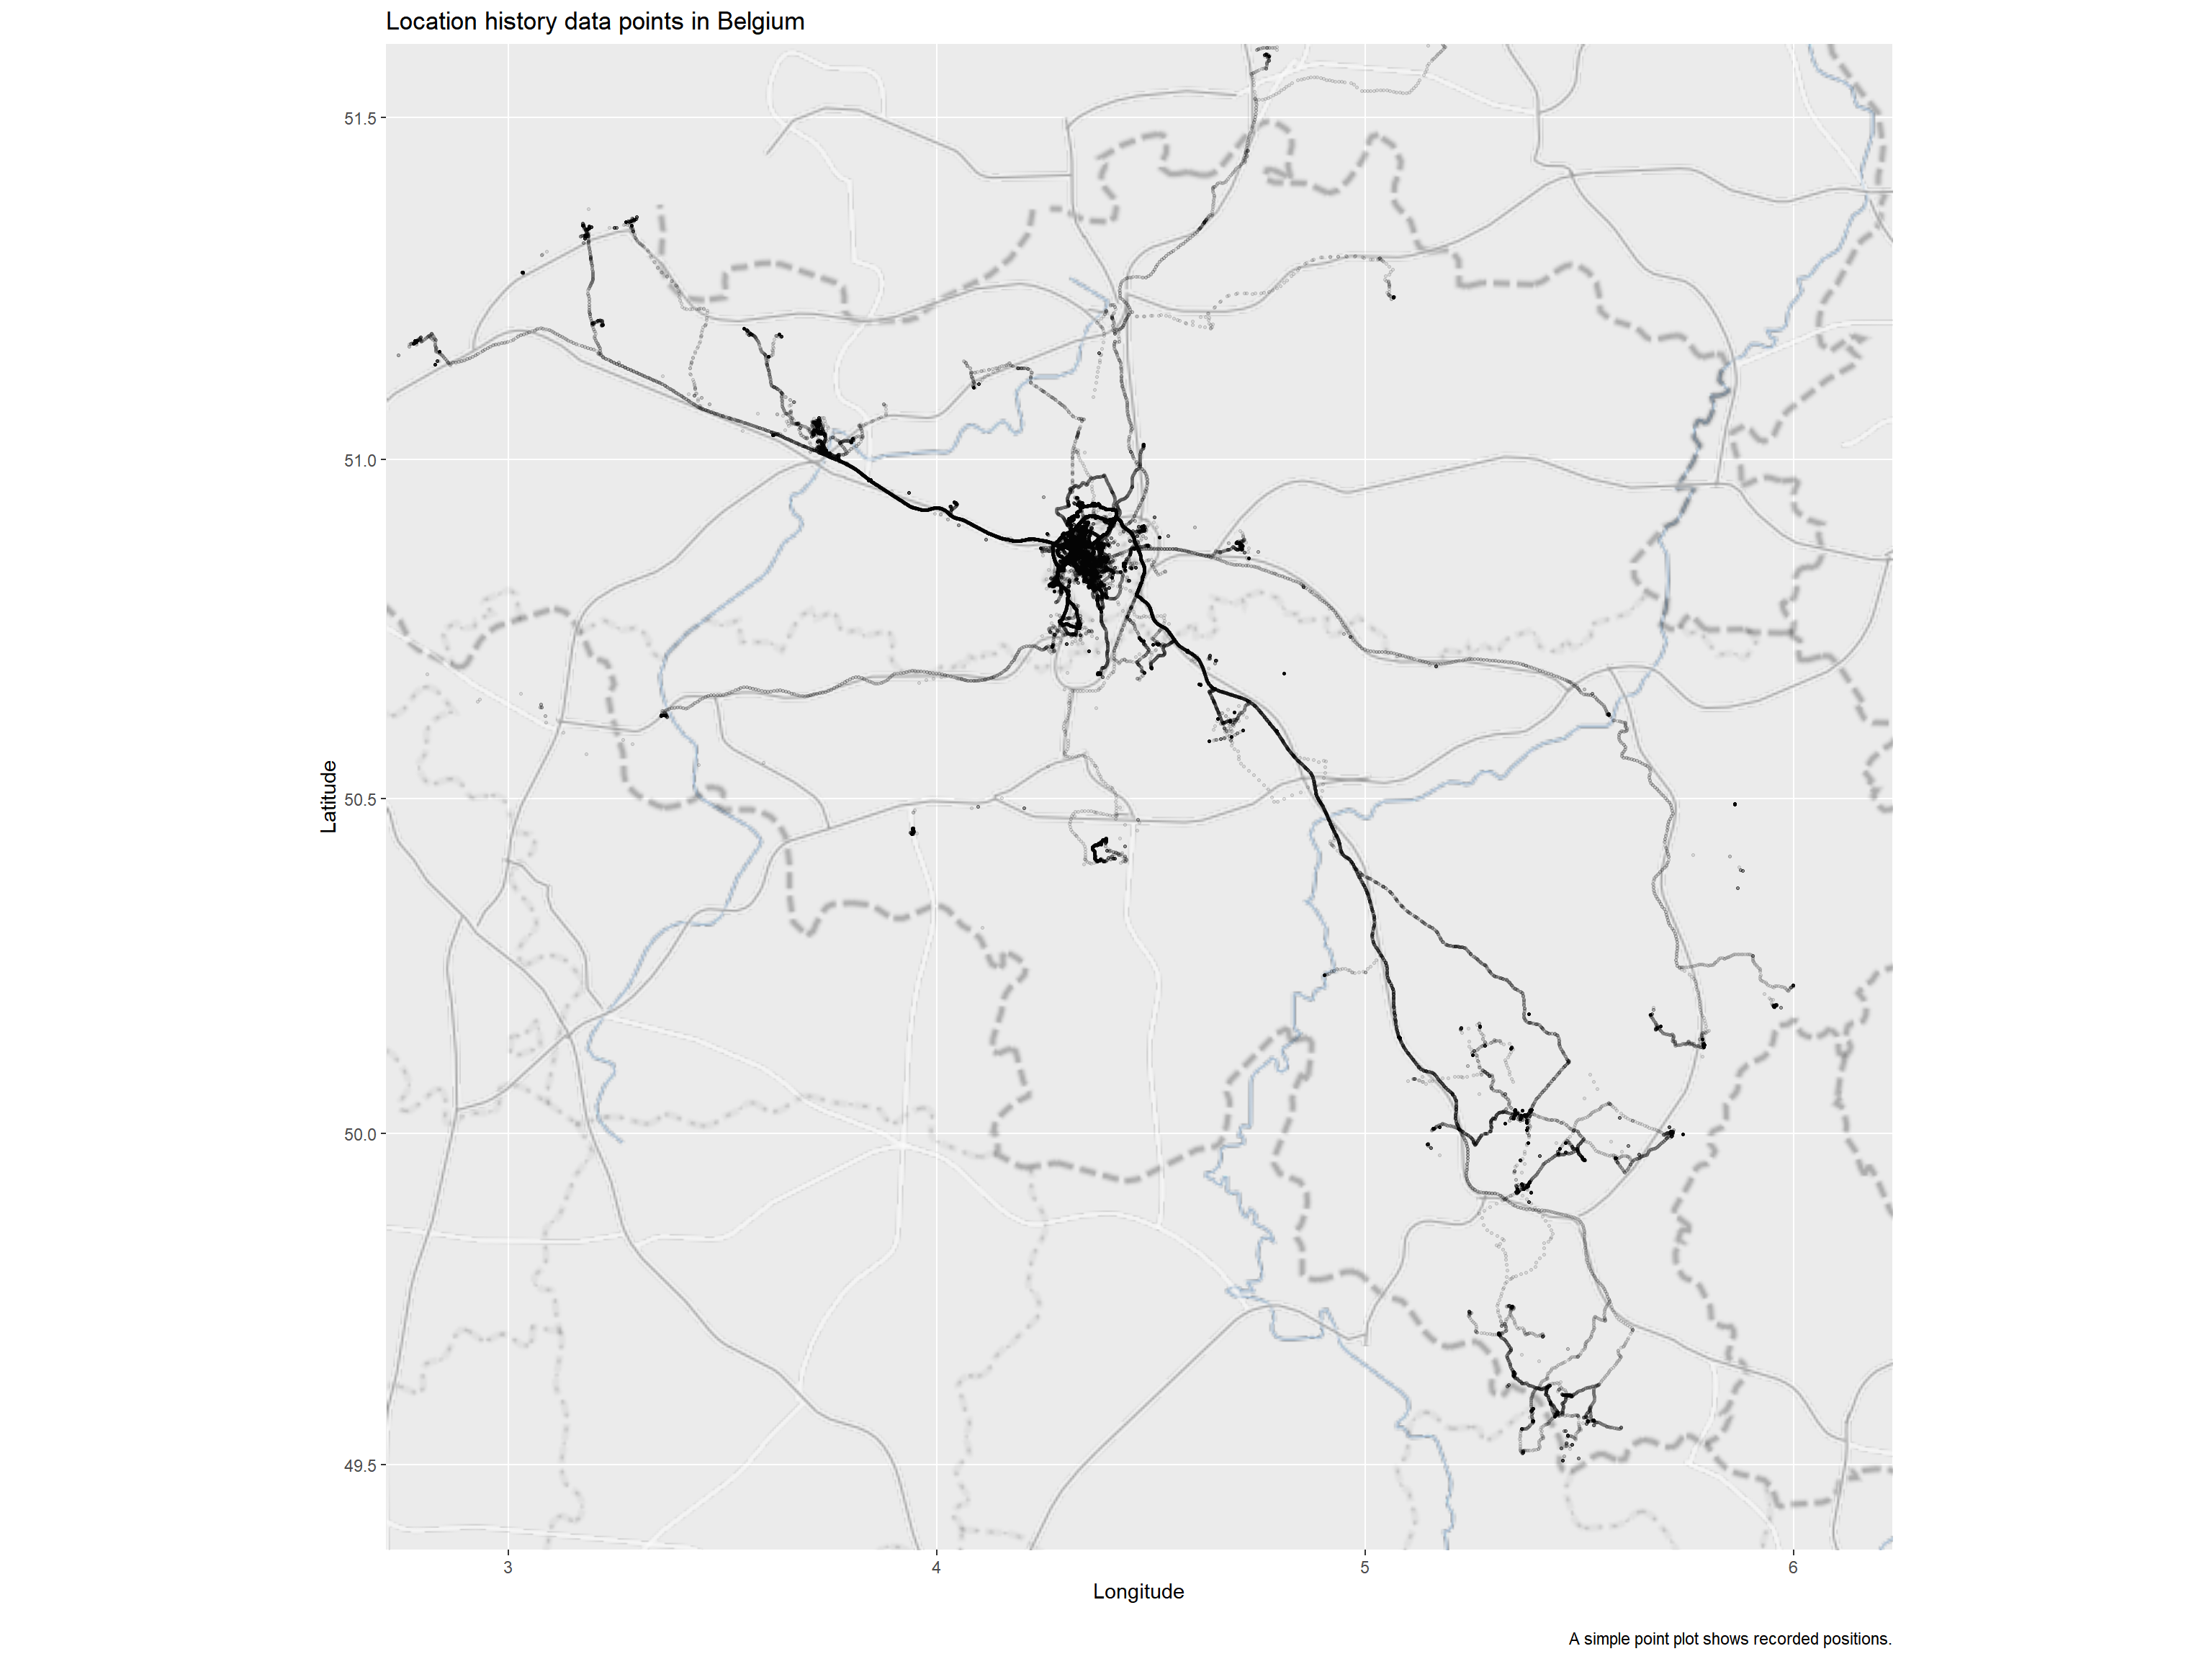 Location history data points in Belgium
51.5
51.0
50.5
50.0
49.5
Latitude
3 4 5 6
Longitude
A simple point plot shows recorded positions.